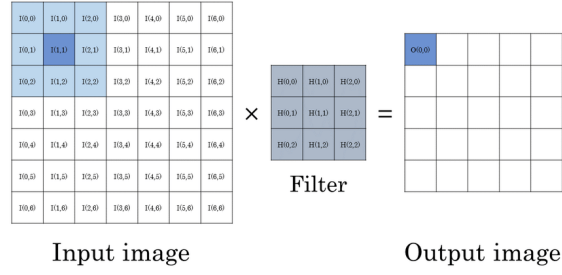 I(0,0) I(1,0) I(2,0) I(3,0) I(4,0) I(5,0) I(6,0)
I(0,1) I(1,1) I(2,1) I(3,1) I(4,1) I(5,1) I(6,1)
I(0,2) I(1,2) I(2,2) I(3,2) I(4,2) I(5,2) I(6,2)
I(0,3) I(1,3) I(2,3) I(3,3) I(4,3) I(5,3) I(6,3)
I(0,4) I(1,4) I(2,4) I(3,4) I(4,4) I(5,4) I(6,4)
I(0,5) I(1,5) I(2,5) I(3,5) I(4,5) I(5,5) I(6,5)
I(0,6) I(1,6) I(2,6) I(3,6) I(4,6) I(5,6) I(6,6)
Input image
×
H(0,0) H(1,0) H(2,0)
H(0,1) H(1,1) H(2,1)
H(0,2) H(1,2) H(2,2)
Filter
=
O(0,0)
Output image